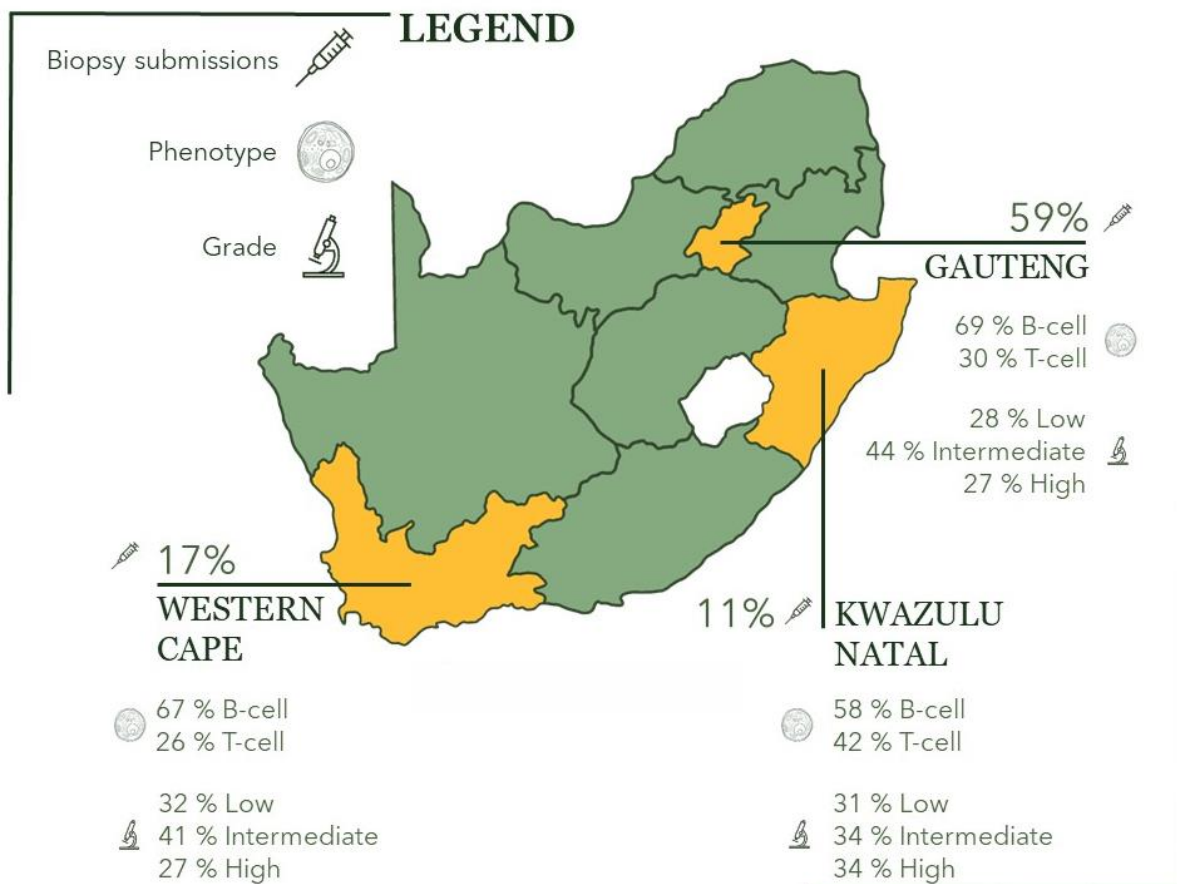 LEGEND
Biopsy submissions
Phenotype
Grade
59%
GAUTENG
69 % B-cell
30 % T-cell
28 % Low
44 % Intermediate
27 % High
17%
WESTERN
CAPE
67 % B-cell
26 % T-cell
32 % Low
41 % Intermediate
27 % High
11%
KWAZULU
NATAL
58 % B-cell
42 % T-cell
31 % Low
34 % Intermediate
34 % High